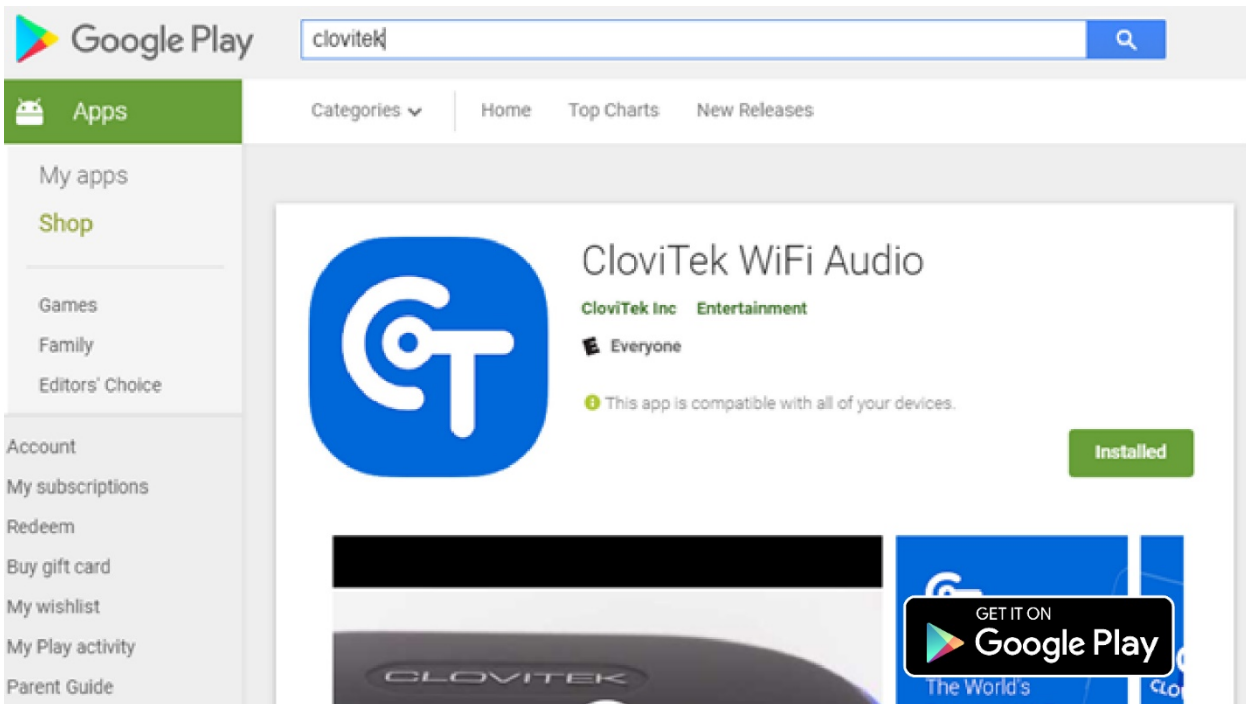 Google Play
clovitek
Apps
Categories
Home
Top Charts
New Releases
My apps
Shop
Games
Family
Editors' Choice
Account
My subscriptions
Redeem
Buy gift card
My wishlist
My Play activity
Parent Guide
CloviTek WiFi Audio
CloviTek Inc Entertainment
E Everyone
This app is compatible with all of your devices.
Installed
CLOVITEK
GET IT ON
Google Play
The World's